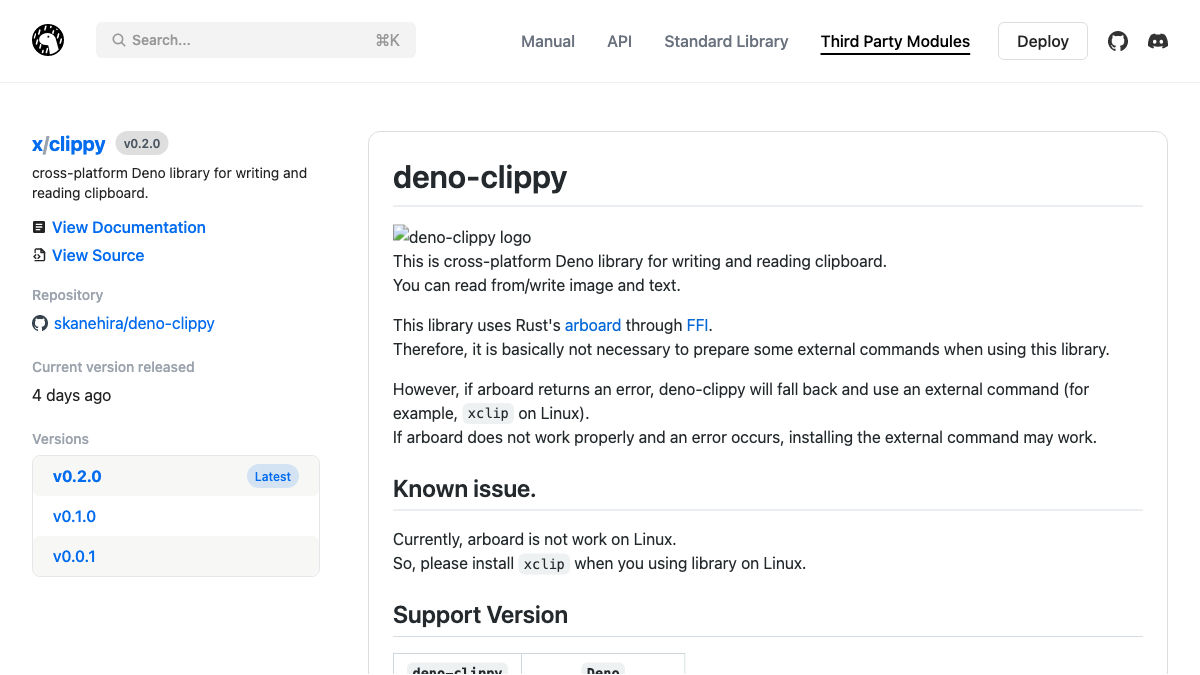 Search...
⌘K
Manual
API
Standard Library
Third Party Modules
Deploy
x/clippy
v0.2.0
cross-platform Deno library for writing and
reading clipboard.
View Documentation
View Source
Repository
skanehira/deno-clippy
Current version released
4 days ago
Versions
v0.2.0
Latest
v0.1.0
v0.0.1
deno-clippy
deno-clippy logo
This is cross-platform Deno library for writing and reading clipboard.
You can read from/write image and text.
This library uses Rust's arboard through FFI.
Therefore, it is basically not necessary to prepare some external commands when using this library.
However, if arboard returns an error, deno-clippy will fall back and use an external command (for
example, xclip on Linux).
If arboard does not work properly and an error occurs, installing the external command may work.
Known issue.
Currently, arboard is not work on Linux.
So, please install xclip when you using library on Linux.
Support Version
deno-clippy
Deno